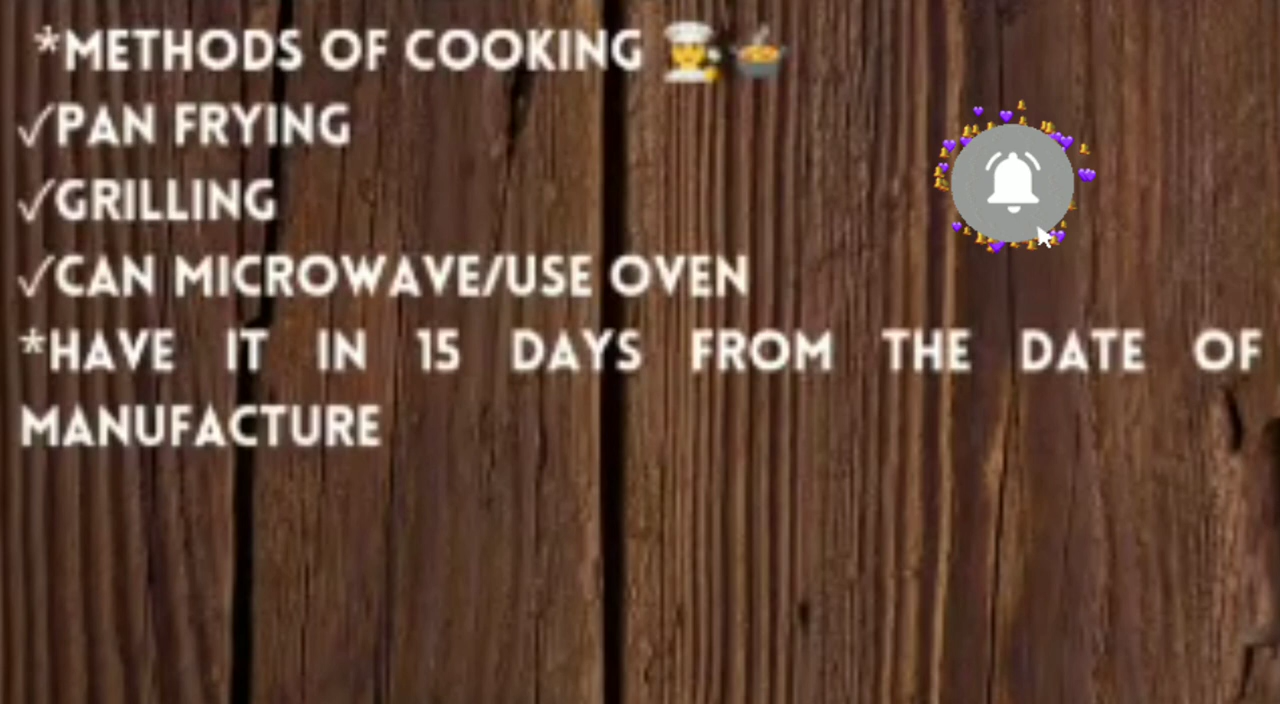 *METHODS OF COOKING 👨‍🍳🍲
✓PAN FRYING
✓GRILLING
✓CAN MICROWAVE/USE OVEN
*HAVE IT IN 15 DAYS FROM THE DATE OF
MANUFACTURE